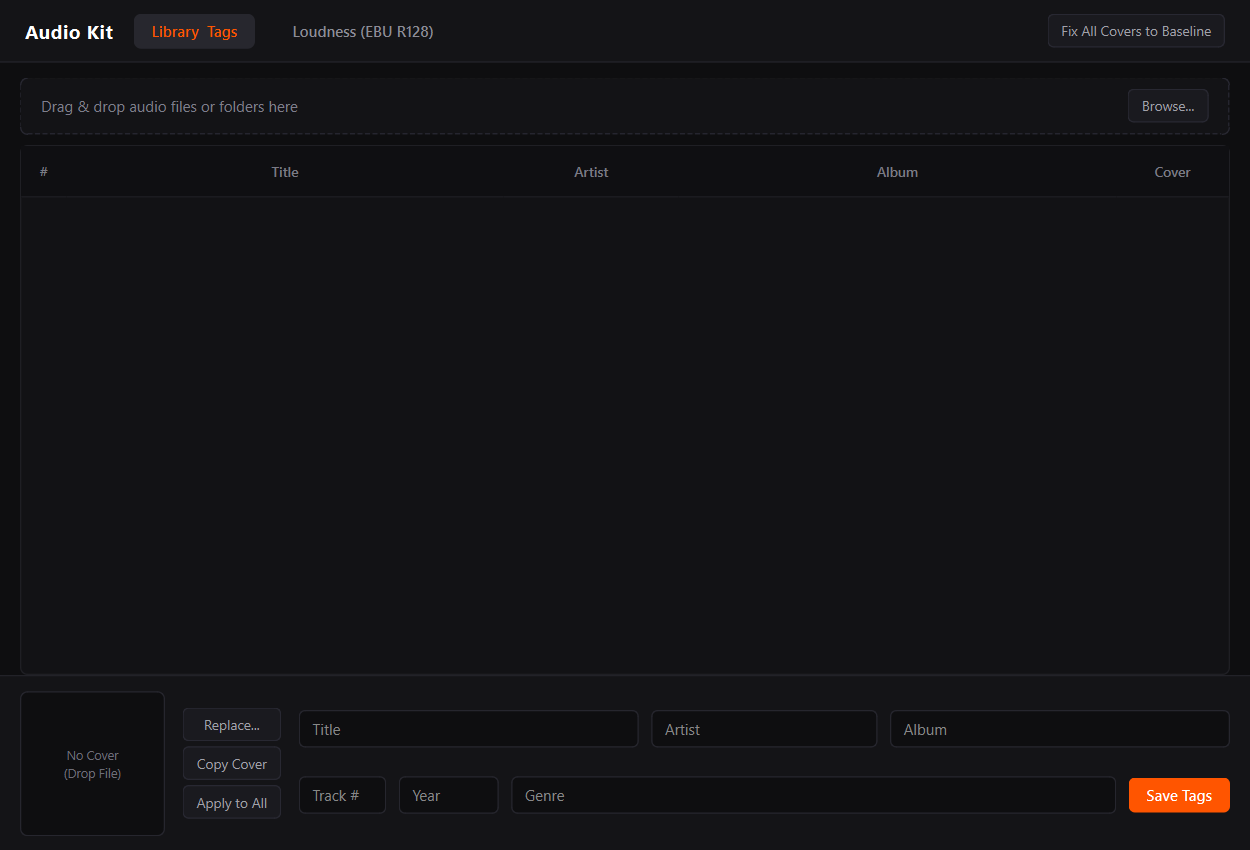 Audio Kit
Library Tags
Loudness (EBU R128)
Fix All Covers to Baseline
Drag & drop audio files or folders here
Browse...
# Title Artist Album Cover
No Cover
(Drop File)
Replace...
Copy Cover
Apply to All
Title
Artist
Album
Track #
Year
Genre
Save Tags